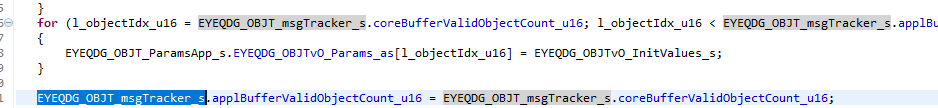 }
for (l_objectIdx_u16 = EYEQDG_OBJT_msgTracker_s.coreBufferValidObjectCount_u16; l_objectIdx_u16 < EYEQDG_OBJT_msgTracker_s.applBu
{
EYEQDG_OBJT_ParamsApp_s.EYEQDG_OBJTvO_Params_as[l_objectIdx_u16] = EYEQDG_OBJTvO_InitValues_s;
}
EYEQDG_OBJT_msgTracker_s.applBufferValidObjectCount_u16 = EYEQDG_OBJT_msgTracker_s.coreBufferValidObjectCount_u16;